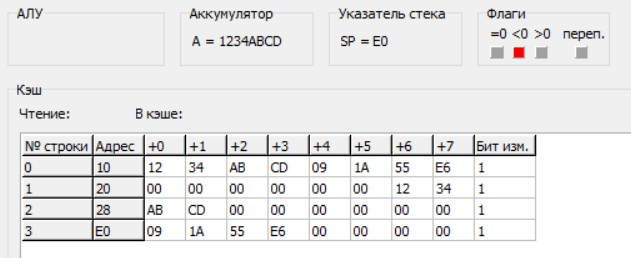 АЛУ Аккумулятор Указатель стека Флаги
A = 1234ABCD SP = E0 =0 <0 >0 переп.
Кэш
Чтение: В кэше:
№ строки Адрес +0 +1 +2 +3 +4 +5 +6 +7 Бит изм.
0 10 12 34 AB CD 09 1A 55 E6 1
1 20 00 00 00 00 00 00 12 34 1
2 28 AB CD 00 00 00 00 00 00 1
3 E0 09 1A 55 E6 00 00 00 00 1